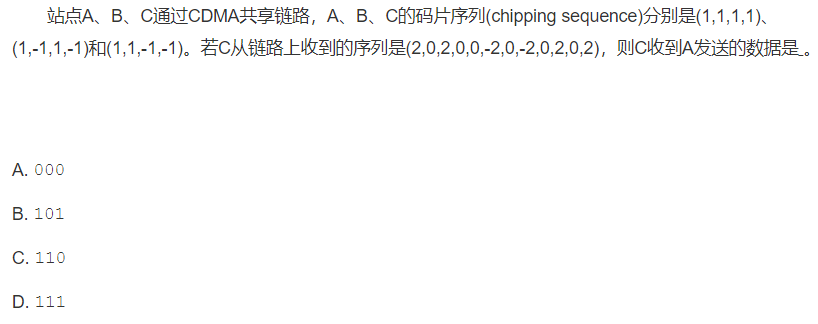 站点A、B、C通过CDMA共享链路，A、B、C的码片序列(chipping sequence)分别是(1,1,1,1)、
(1,-1,1,-1)和(1,1,-1,-1)。若C从链路上收到的序列是(2,0,2,0,0,-2,0,-2,0,2,0,2)，则C收到A发送的数据是_。
A. 000
B. 101
C. 110
D. 111